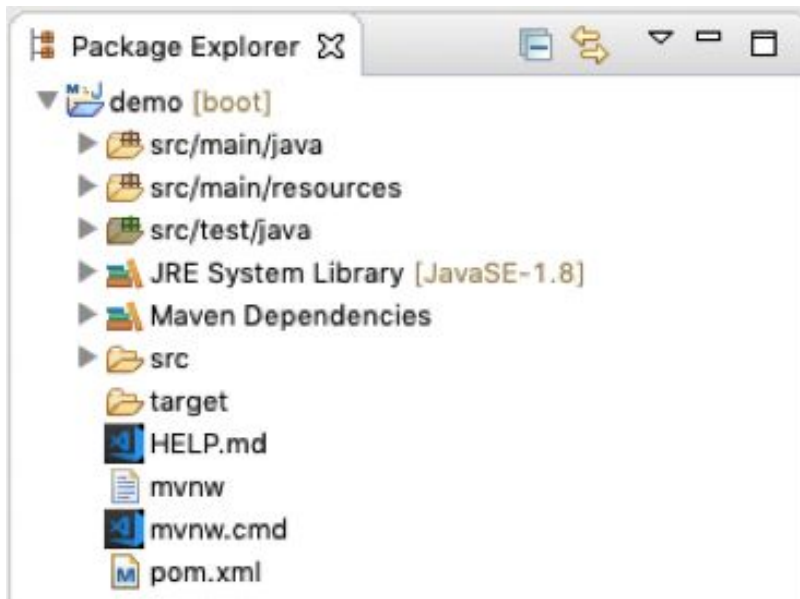 Package Explorer
demo [boot]
src/main/java
src/main/resources
src/test/java
JRE System Library [JavaSE-1.8]
Maven Dependencies
src
target
HELP.md
mvnw
mvnw.cmd
pom.xml